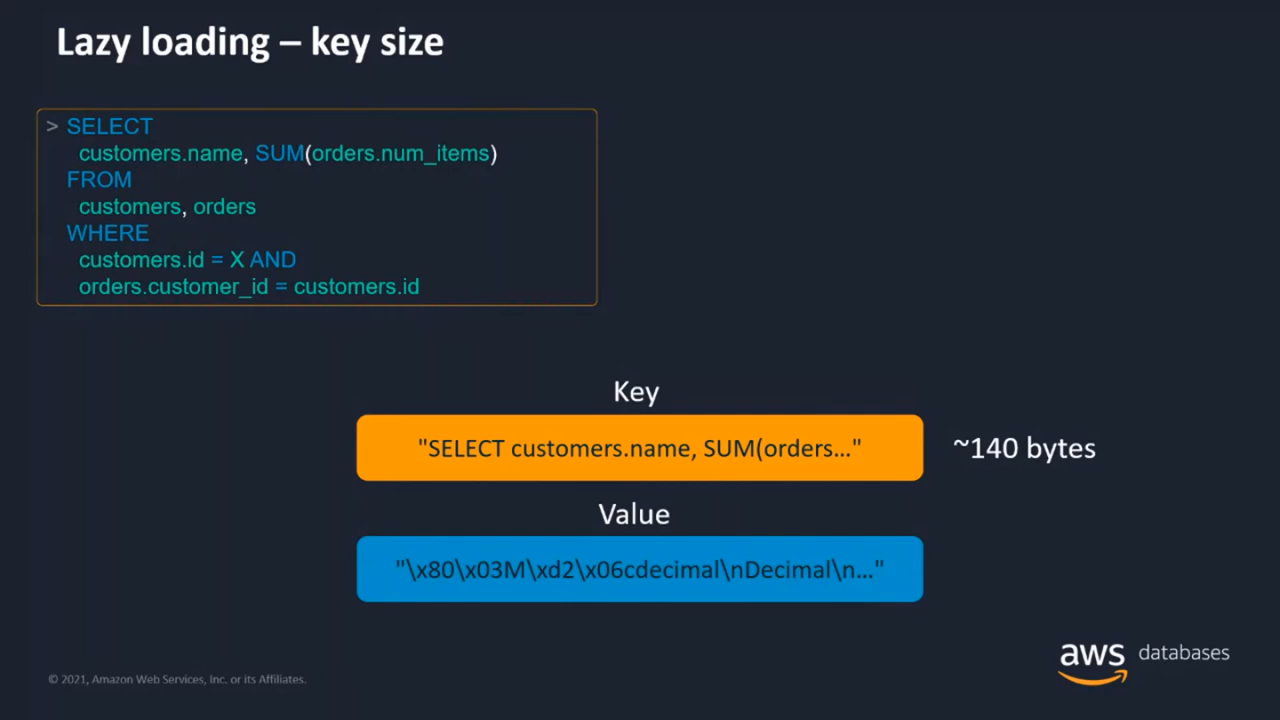 Lazy loading – key size
> SELECT
customers.name, SUM(orders.num_items)
FROM
customers, orders
WHERE
customers.id = X AND
orders.customer_id = customers.id
Key
"SELECT customers.name, SUM(orders…"
~140 bytes
Value
"\x80\x03M\xd2\x06cdecimal\nDecimal\n…"
aws databases
© 2021, Amazon Web Services, Inc. or its Affiliates.